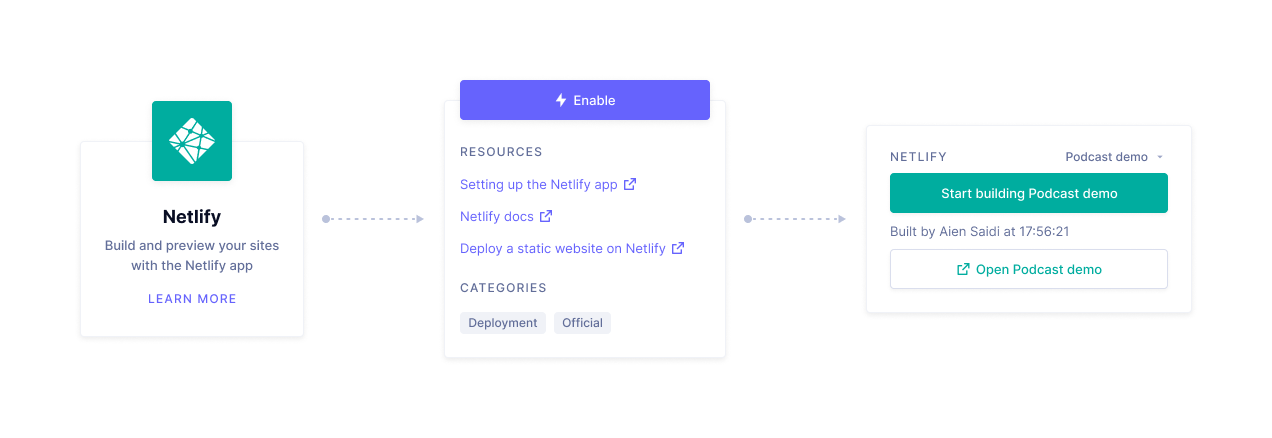 Netlify
Build and preview your sites
with the Netlify app
LEARN MORE
Enable
RESOURCES
Setting up the Netlify app
Netlify docs
Deploy a static website on Netlify
CATEGORIES
Deployment Official
NETLIFY Podcast demo
Start building Podcast demo
Built by Aien Saidi at 17:56:21
Open Podcast demo